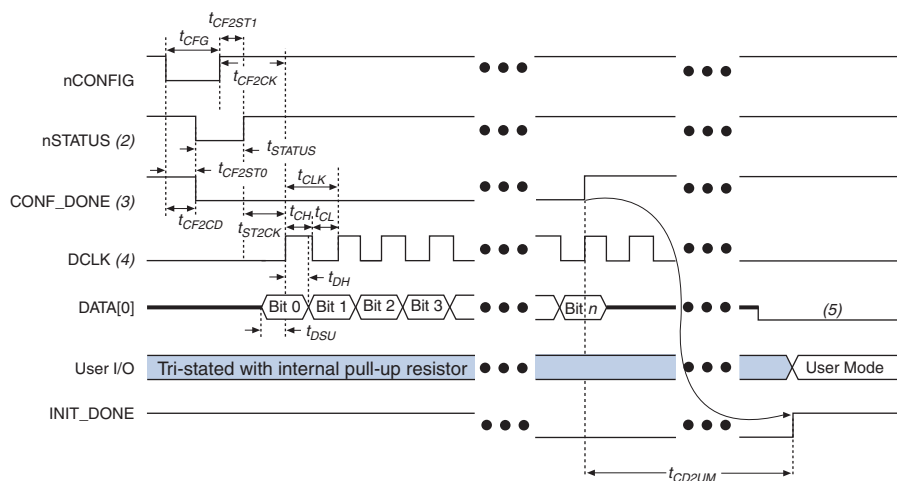 tCF2ST1
tCFG
nCONFIG
tCF2CK
nSTATUS (2)
tSTATUS
tCF2ST0
tCLK
CONF_DONE (3)
tCF2CD
tST2CK
tCH
tCL
DCLK (4)
tDH
DATA[0]
Bit 0
Bit 1
Bit 2
Bit 3
Bit n
(5)
tDSU
User I/O
Tri-stated with internal pull-up resistor
User Mode
INIT_DONE
tCD2UM